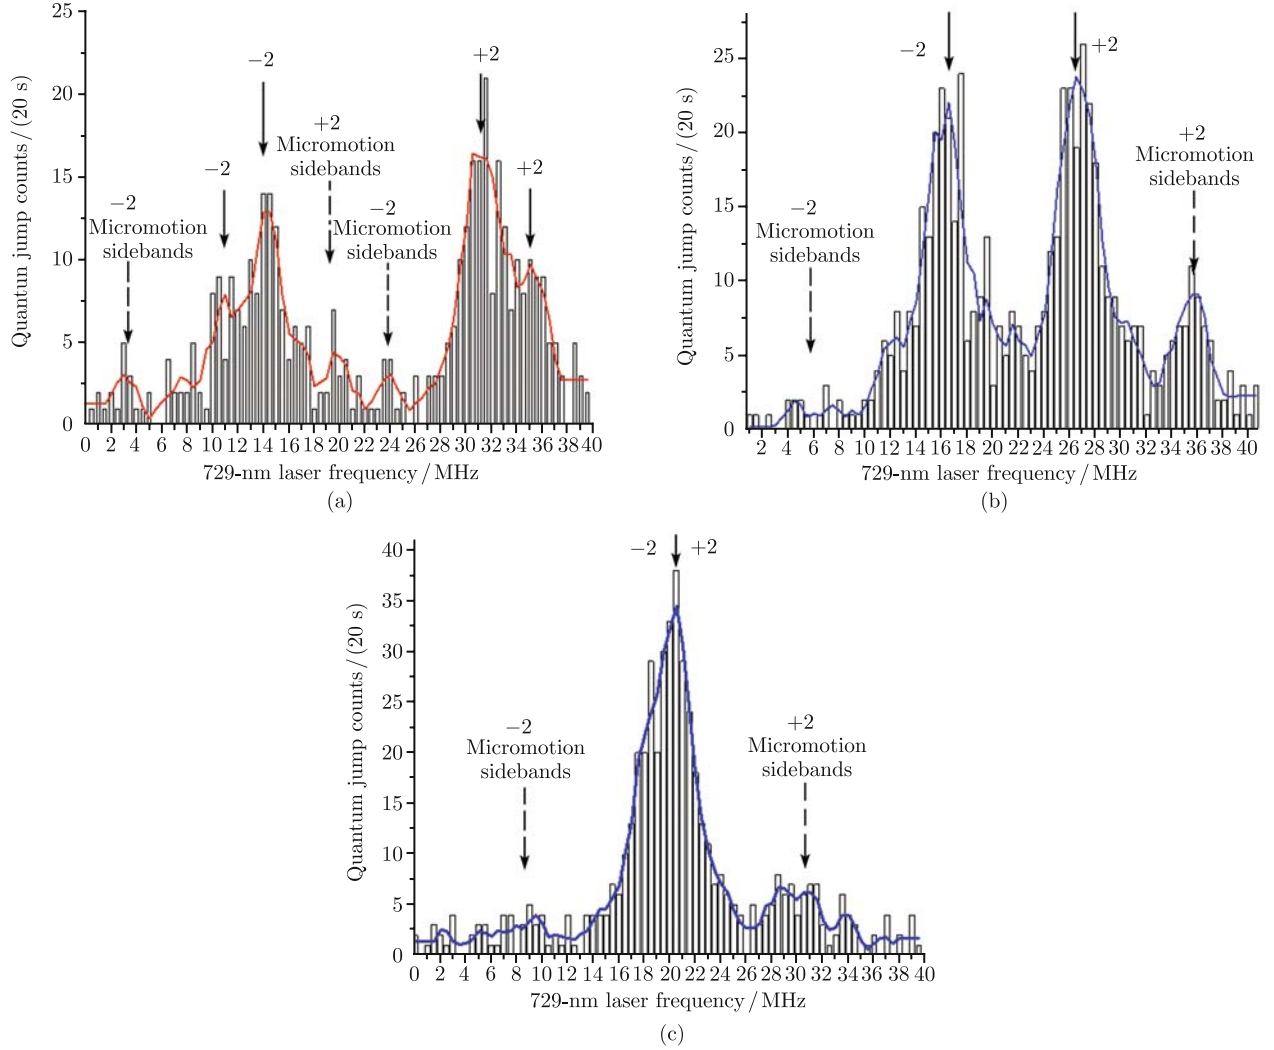 25
20
15
10
5
0
Quantum jump counts/(20 s)
−2
+2
−2
+2
Micromotion
sidebands
+2
−2
Micromotion
sidebands
−2
Micromotion
sidebands
0 2 4 6 8 10 12 14 16 18 20 22 24 26 28 30 32 34 36 38 40
729-nm laser frequency/MHz
(a)
25
20
15
10
5
0
Quantum jump counts/(20 s)
−2
+2
+2
Micromotion
sidebands
−2
Micromotion
sidebands
2 4 6 8 10 12 14 16 18 20 22 24 26 28 30 32 34 36 38 40
729-nm laser frequency/MHz
(b)
40
35
30
25
20
15
10
5
0
Quantum jump counts/(20 s)
−2 +2
−2
Micromotion
sidebands
+2
Micromotion
sidebands
0 2 4 6 8 10 12 14 16 18 20 22 24 26 28 30 32 34 36 38 40
729-nm laser frequency/MHz
(c)